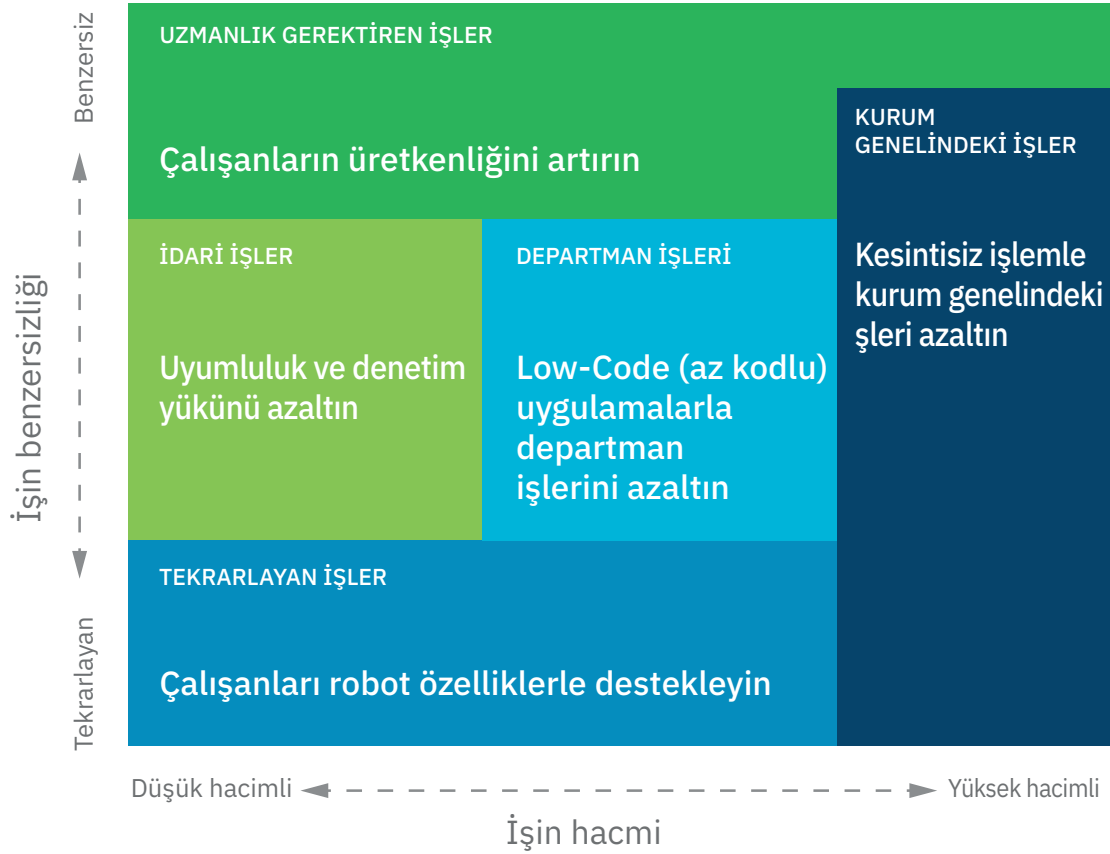 Benzersiz
İşin benzersizliği
Tekrarlayan
UZMANLIK GEREKTİREN İŞLER
Çalışanların üretkenliğini artırın
KURUM
GENELİNDEKİ İŞLER
Kesintisiz işlemle
kurum genelindeki
şleri azaltın
İDARİ İŞLER
Uyumluluk ve denetim
yükünü azaltın
DEPARTMAN İŞLERİ
Low-Code (az kodlu)
uygulamalarla
departman
işlerini azaltın
TEKRARLAYAN İŞLER
Çalışanları robot özelliklerle destekleyin
Düşük hacimli
Yüksek hacimli
İşin hacmi